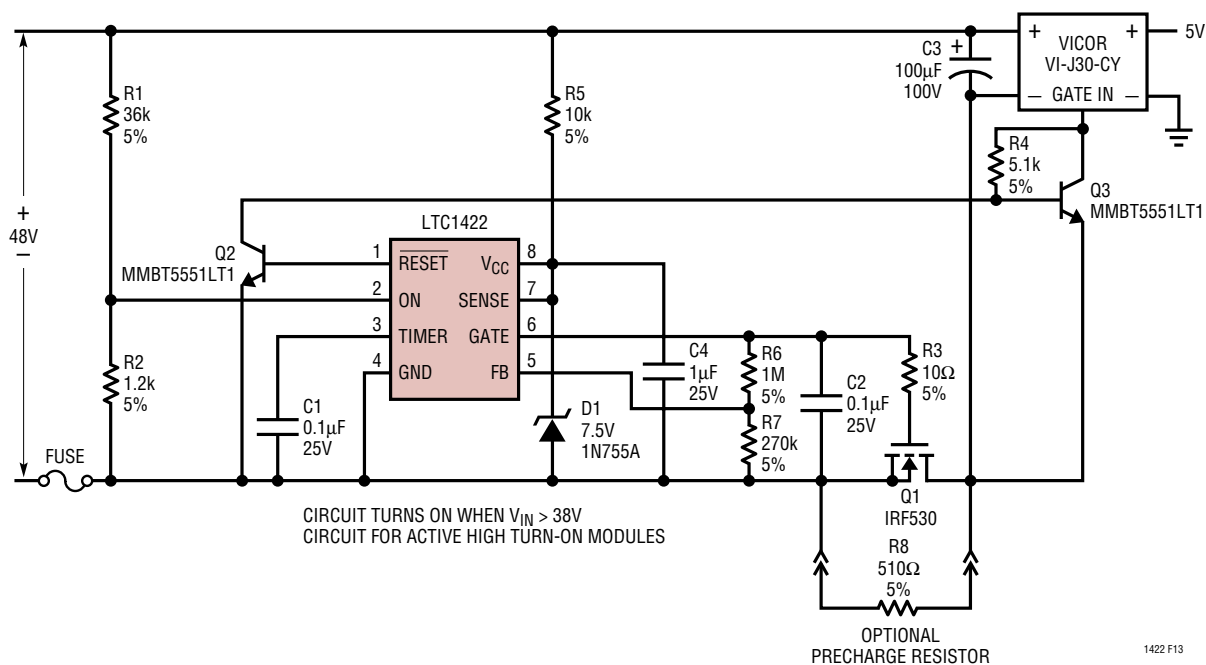 +
48V
−
R1
36k
5%
R2
1.2k
5%
FUSE
Q2
MMBT5551LT1
C1
0.1µF
25V
LTC1422
1
RESET
2
ON
3
TIMER
4
GND
VCC
8
SENSE
7
GATE
6
FB
5
R5
10k
5%
D1
7.5V
1N755A
C4
1µF
25V
R6
1M
5%
R7
270k
5%
C2
0.1µF
25V
R3
10Ω
5%
Q1
IRF530
C3
+
100µF
100V
+
VICOR
+
5V
VI-J30-CY
−
GATE IN
−
R4
5.1k
5%
Q3
MMBT5551LT1
CIRCUIT TURNS ON WHEN VIN > 38V
CIRCUIT FOR ACTIVE HIGH TURN-ON MODULES
R8
510Ω
5%
OPTIONAL
PRECHARGE RESISTOR
1422 F13